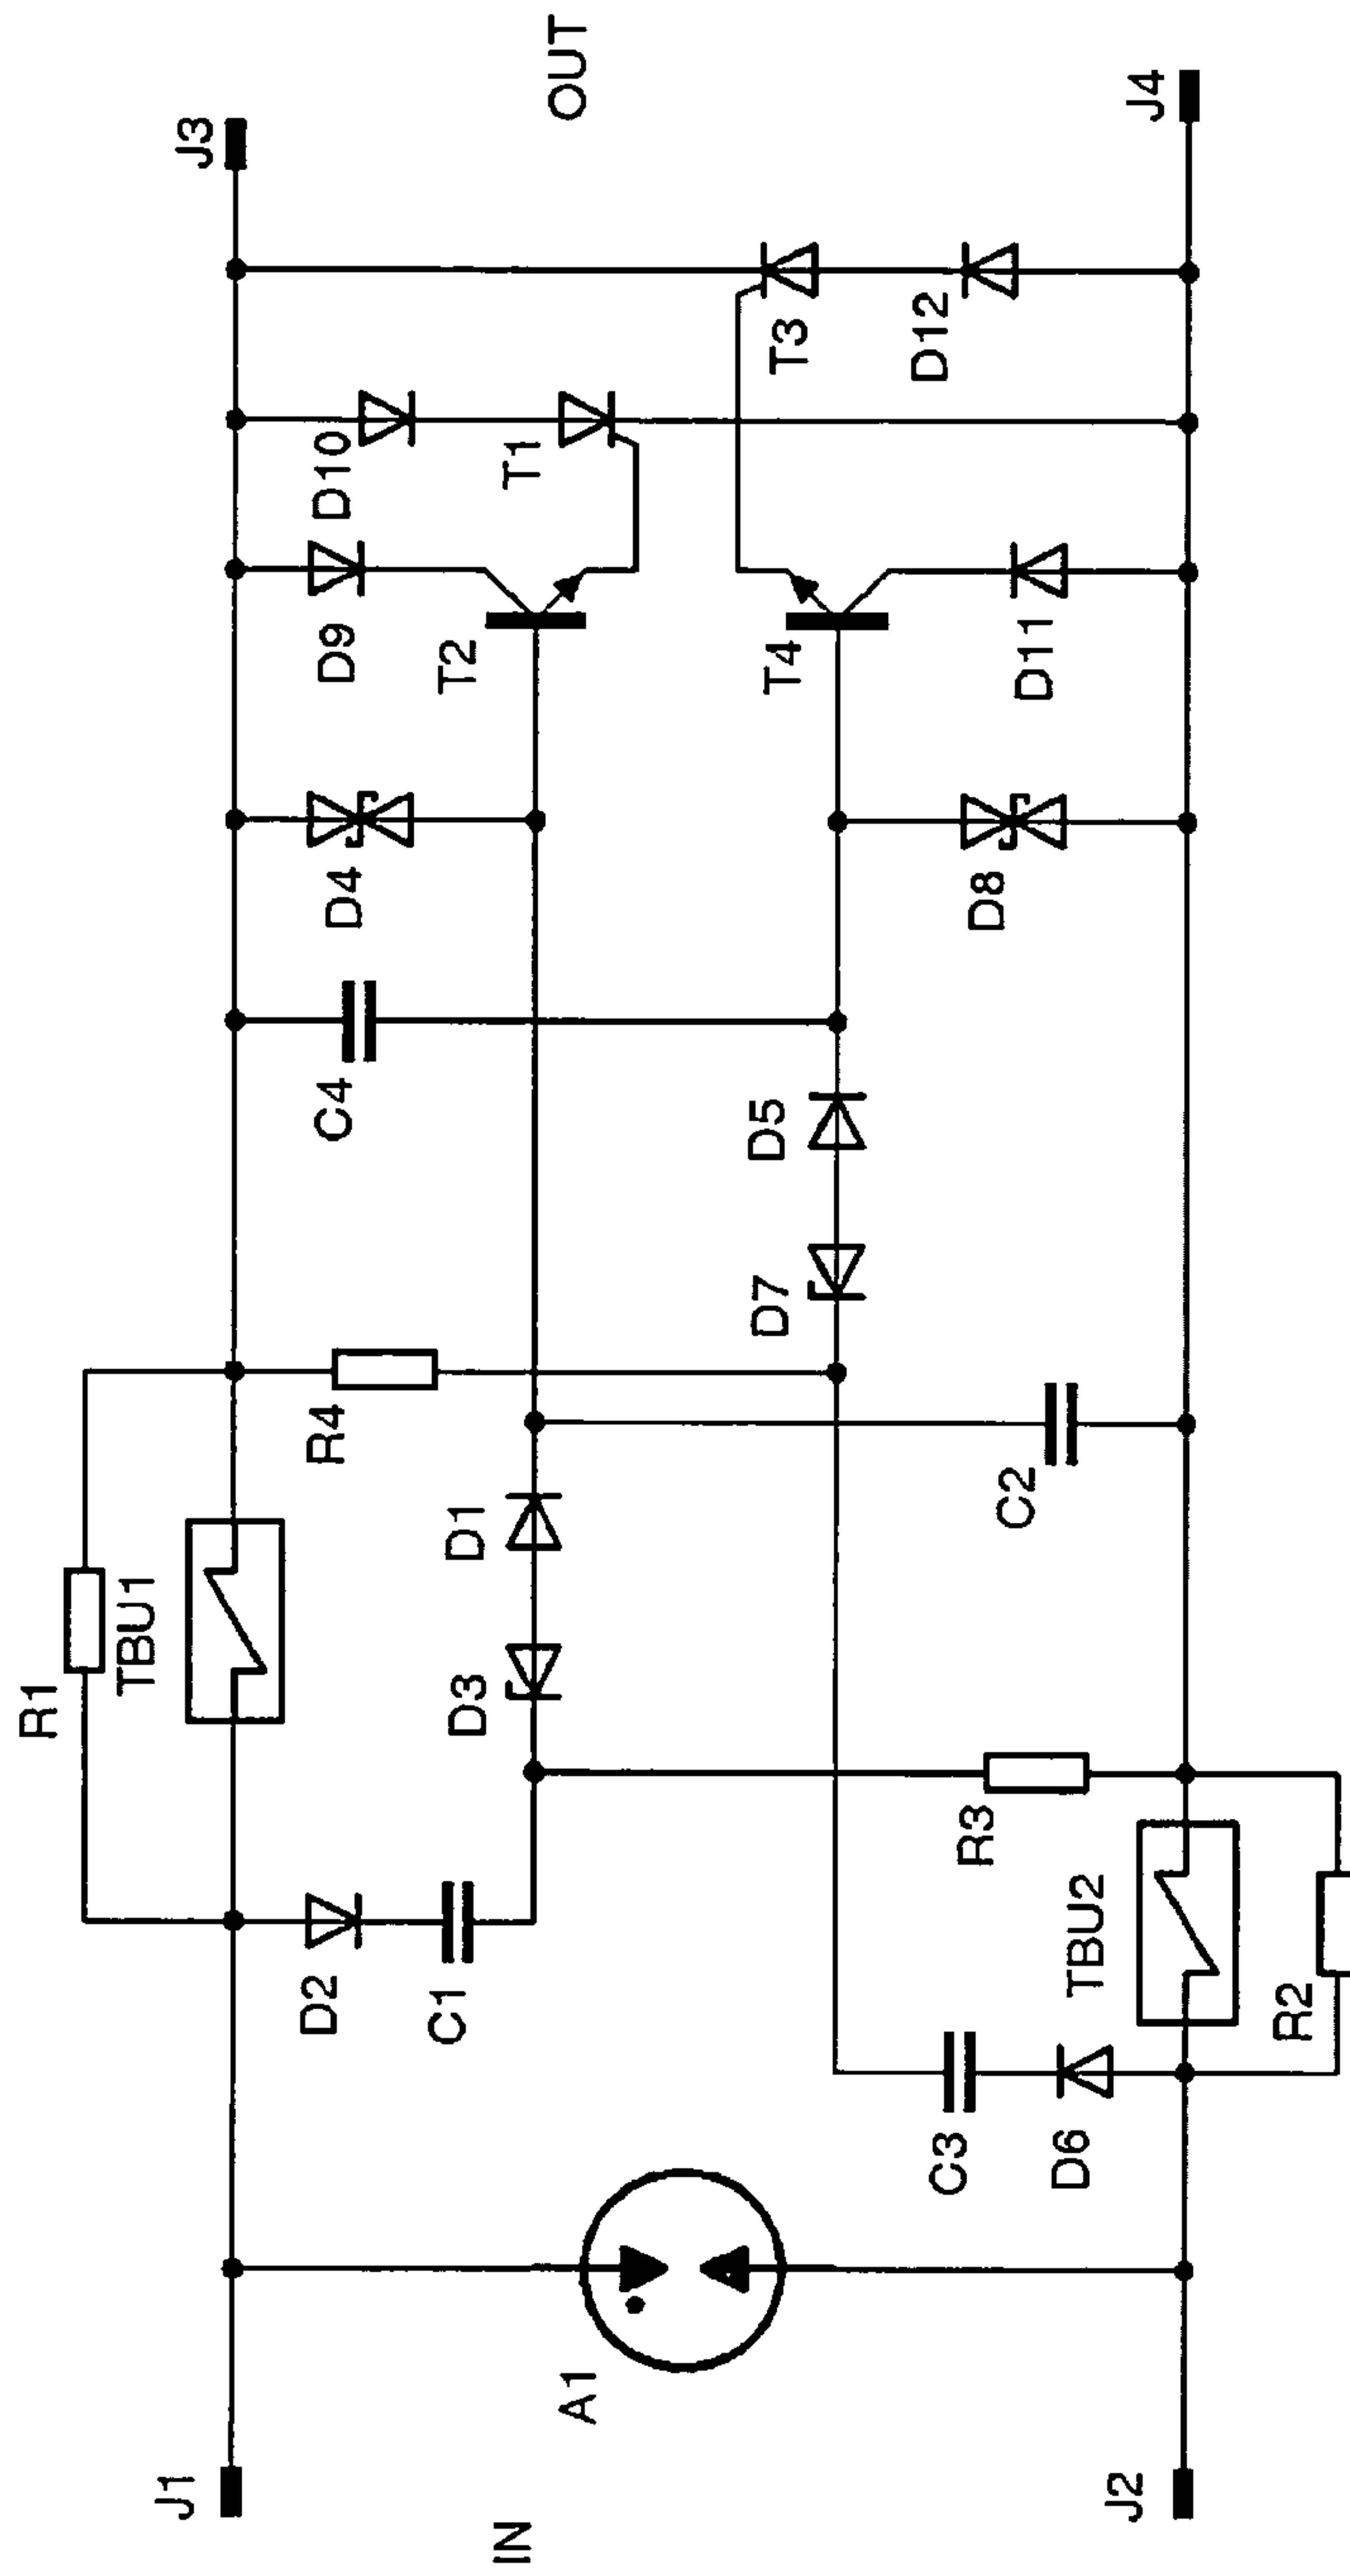 OUT
J3
J4
T3
D12
D10
T1
D9
T2
T4
D11
D4
D8
C4
D5
D7
R4
D1
C2
R1
TBU1
D3
R3
D2
C1
TBU2
R2
C3
D6
A1
J1
J2
IN